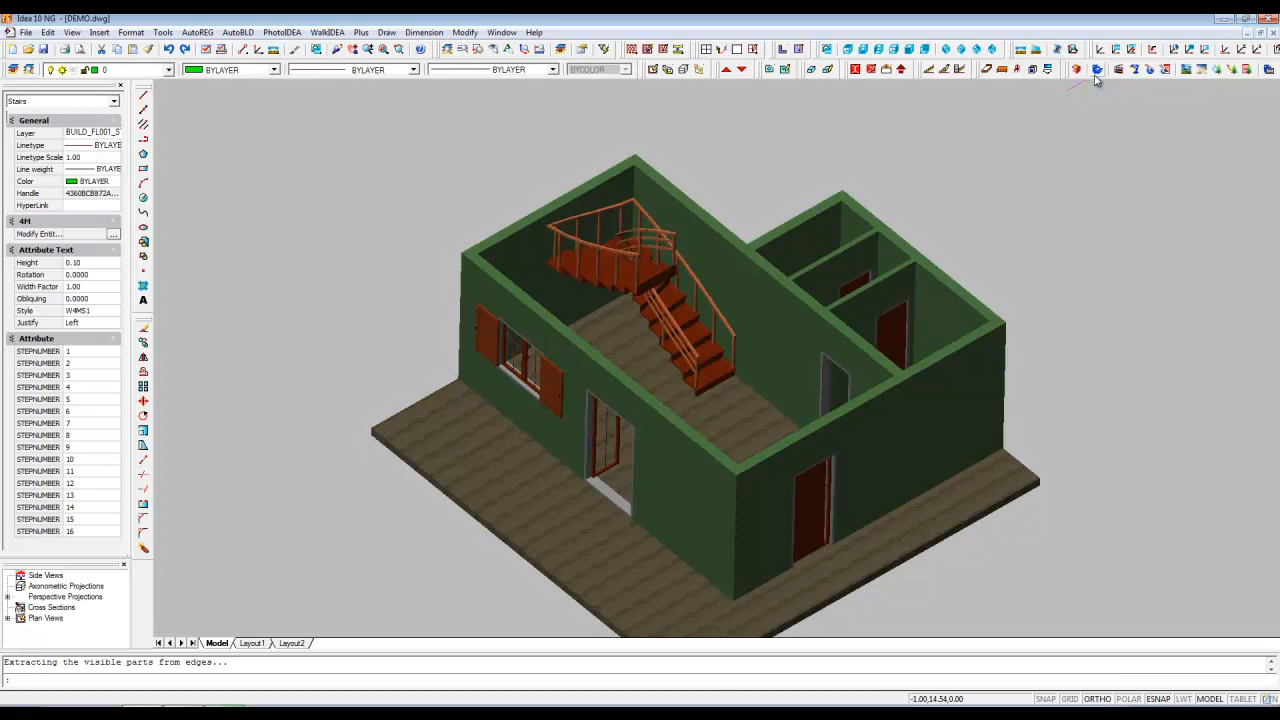 Idea 10 NG - [DEMO.dwg]
File Edit View Insert Format Tools AutoREG AutoBLD PhotoIDEA WalkIDEA Plus Draw Dimension Modify Window Help
0 BYLAYER BYLAYER BYLAYER BYCOLOR
Stairs
General
Layer BUILD_FL001_S
Linetype BYLAYE
Linetype Scale 1.00
Line weight BYLAYE
Color BYLAYER
Handle 4360BCB872A...
HyperLink
4M
Modify Entit... ...
Attribute Text
Height 0.10
Rotation 0.0000
Width Factor 1.00
Obliquing 0.0000
Style W4MS1
Justify Left
Attribute
STEPNUMBER 1
STEPNUMBER 2
STEPNUMBER 3
STEPNUMBER 4
STEPNUMBER 5
STEPNUMBER 6
STEPNUMBER 7
STEPNUMBER 8
STEPNUMBER 9
STEPNUMBER 10
STEPNUMBER 11
STEPNUMBER 12
STEPNUMBER 13
STEPNUMBER 14
STEPNUMBER 15
STEPNUMBER 16
Side Views
Axonometric Projections
Perspective Projections
Cross Sections
Plan Views
Model Layout1 Layout2
Extracting the visible parts from edges...
:
-1.00,14.54,0.00 SNAP GRID ORTHO POLAR ESNAP LWT MODEL TABLET DYN